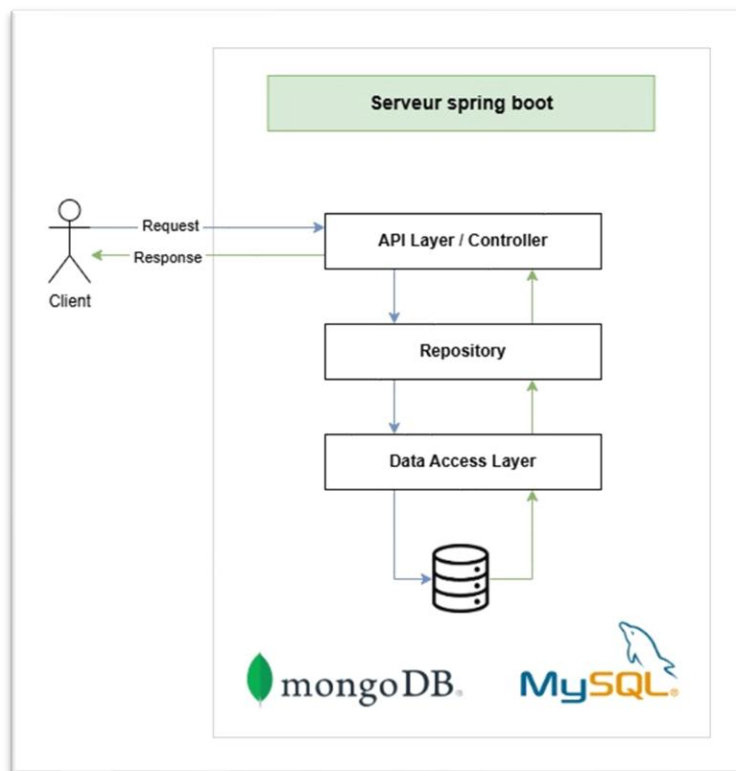 Serveur spring boot
Request
API Layer / Controller
Response
Client
Repository
Data Access Layer
mongoDB®
MySQL®